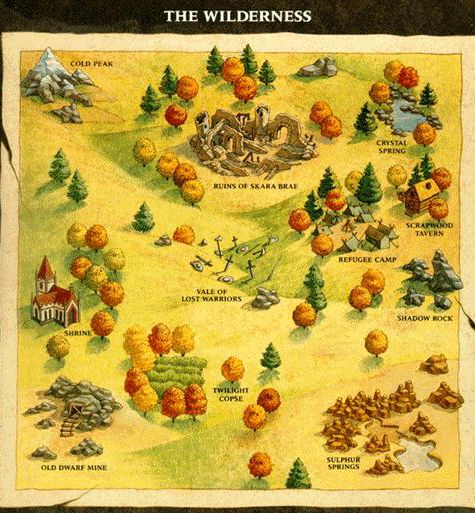 THE WILDERNESS
COLD PEAK
CRYSTAL
SPRING
RUINS OF SKARA BRAE
SCRAPWOOD
TAVERN
REFUGEE CAMP
VALE OF
LOST WARRIORS
SHADOW ROCK
SHRINE
TWILIGHT
COPSE
OLD DWARF MINE
SULPHUR
SPRINGS